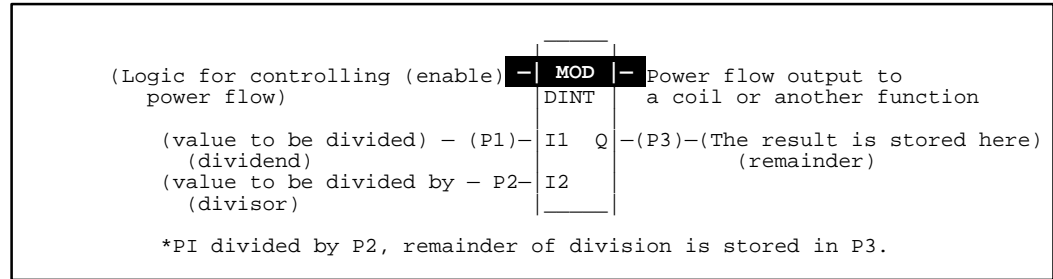 (Logic for controlling (enable) —| MOD |— Power flow output to
power flow) |DINT | a coil or another function
(value to be divided) — (P1)—|I1 Q|—(P3)—(The result is stored here)
(dividend) (remainder)
(value to be divided by — P2—|I2
(divisor)
*PI divided by P2, remainder of division is stored in P3.